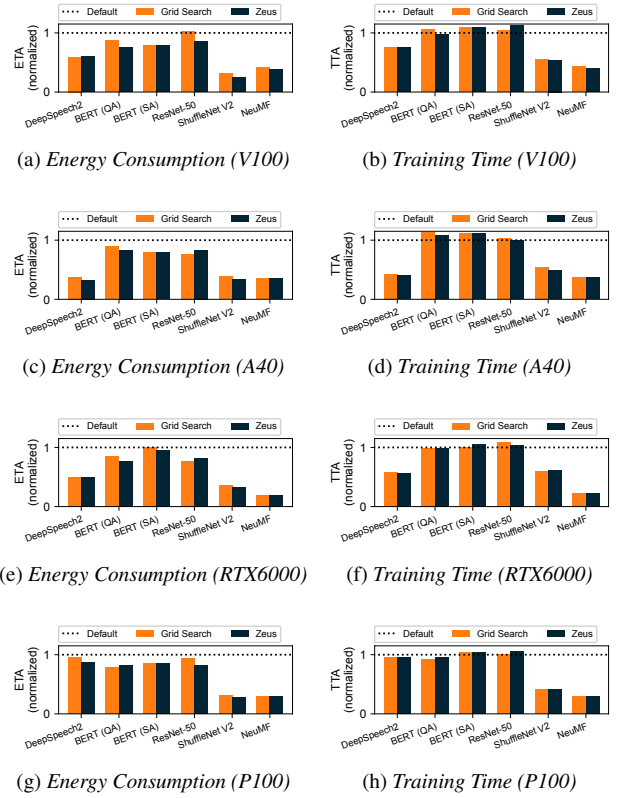 Default Grid Search Zeus
ETA
(normalized)
1
0
DeepSpeech2
BERT (QA)
BERT (SA)
ResNet-50
ShuffleNet V2
NeuMF
(a) Energy Consumption (V100)
Default Grid Search Zeus
TTA
(normalized)
1
0
DeepSpeech2
BERT (QA)
BERT (SA)
ResNet-50
ShuffleNet V2
NeuMF
(b) Training Time (V100)
Default Grid Search Zeus
ETA
(normalized)
1
0
DeepSpeech2
BERT (QA)
BERT (SA)
ResNet-50
ShuffleNet V2
NeuMF
(c) Energy Consumption (A40)
Default Grid Search Zeus
TTA
(normalized)
1
0
DeepSpeech2
BERT (QA)
BERT (SA)
ResNet-50
ShuffleNet V2
NeuMF
(d) Training Time (A40)
Default Grid Search Zeus
ETA
(normalized)
1
0
DeepSpeech2
BERT (QA)
BERT (SA)
ResNet-50
ShuffleNet V2
NeuMF
(e) Energy Consumption (RTX6000)
Default Grid Search Zeus
TTA
(normalized)
1
0
DeepSpeech2
BERT (QA)
BERT (SA)
ResNet-50
ShuffleNet V2
NeuMF
(f) Training Time (RTX6000)
Default Grid Search Zeus
ETA
(normalized)
1
0
DeepSpeech2
BERT (QA)
BERT (SA)
ResNet-50
ShuffleNet V2
NeuMF
(g) Energy Consumption (P100)
Default Grid Search Zeus
TTA
(normalized)
1
0
DeepSpeech2
BERT (QA)
BERT (SA)
ResNet-50
ShuffleNet V2
NeuMF
(h) Training Time (P100)